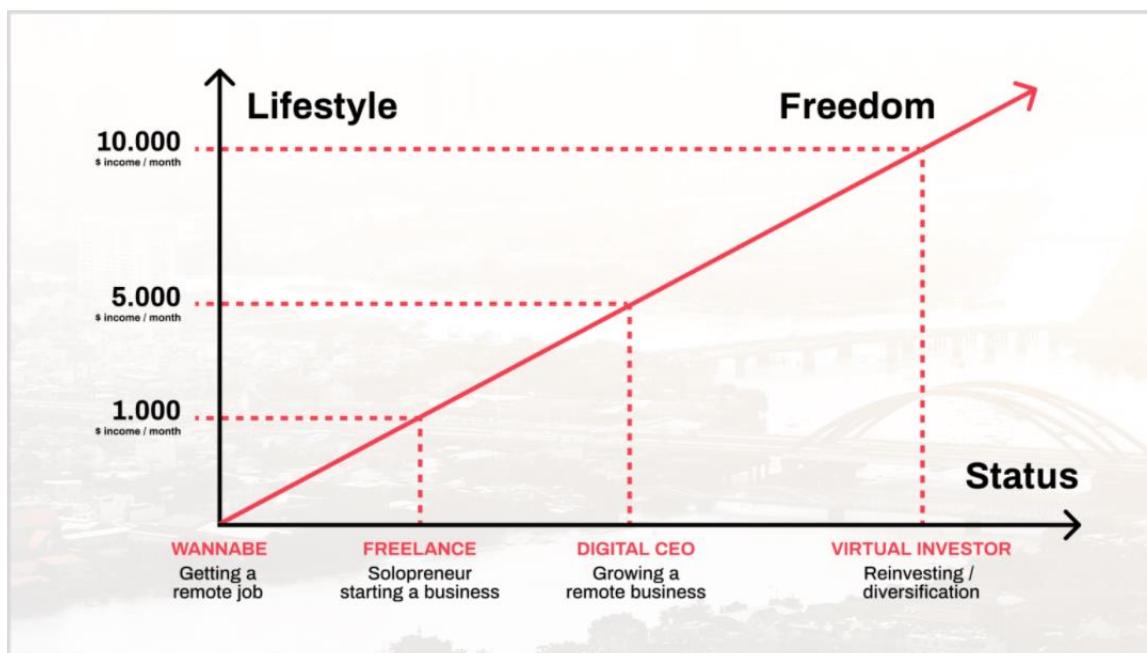 Lifestyle
Freedom
10.000
$ income / month
5.000
$ income / month
1.000
$ income / month
Status
WANNABE
Getting a
remote job
FREELANCE
Solopreneur
starting a business
DIGITAL CEO
Growing a
remote business
VIRTUAL INVESTOR
Reinvesting /
diversification